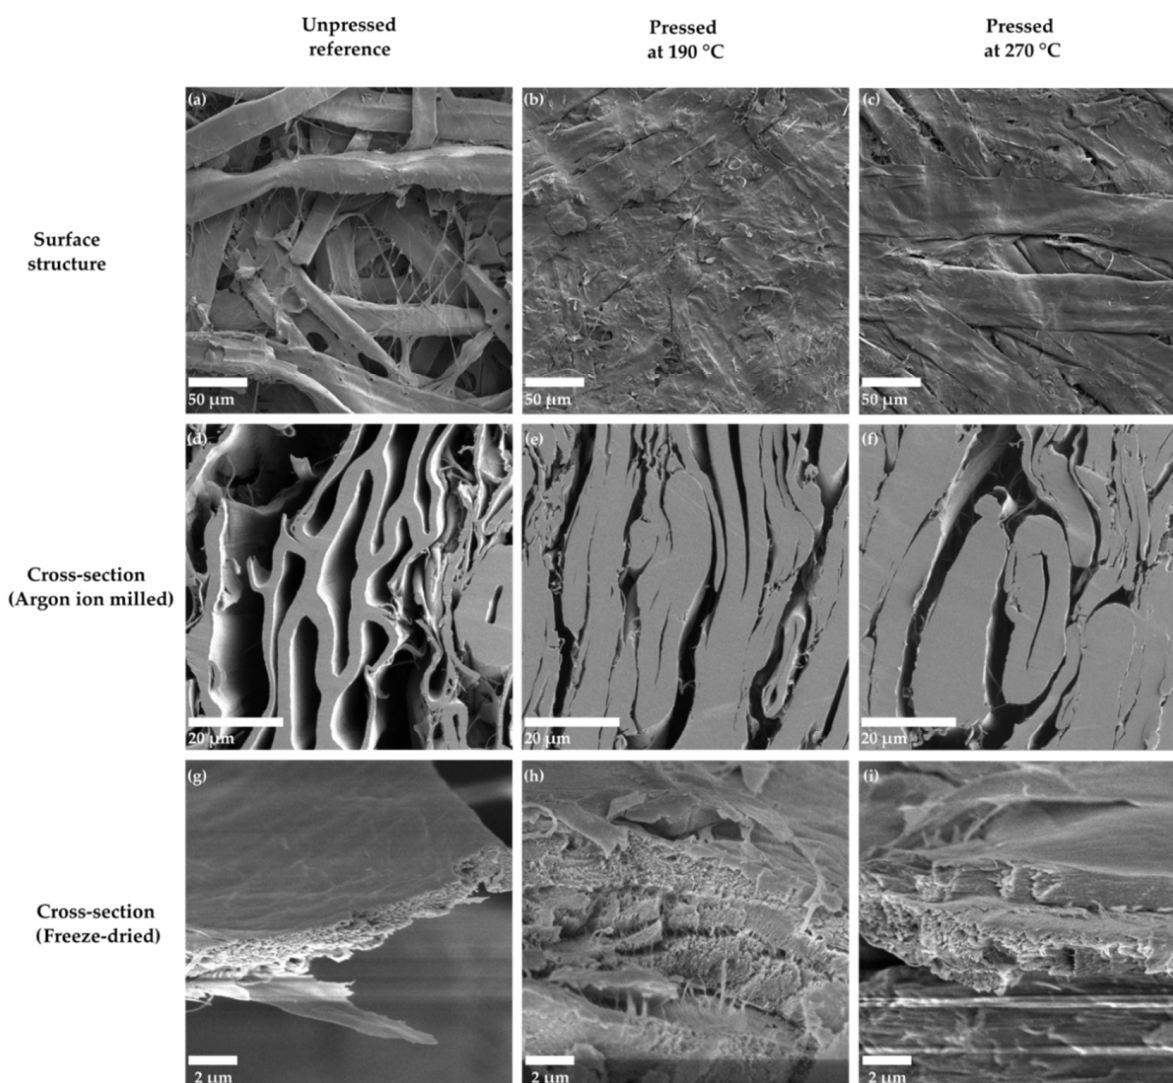 Unpressed
reference
Pressed
at 190 °C
Pressed
at 270 °C
Surface
structure
(a)
50 μm
(b)
50 μm
(c)
50 μm
Cross-section
(Argon ion milled)
(d)
20 μm
(e)
20 μm
(f)
20 μm
Cross-section
(Freeze-dried)
(g)
2 μm
(h)
2 μm
(i)
2 μm